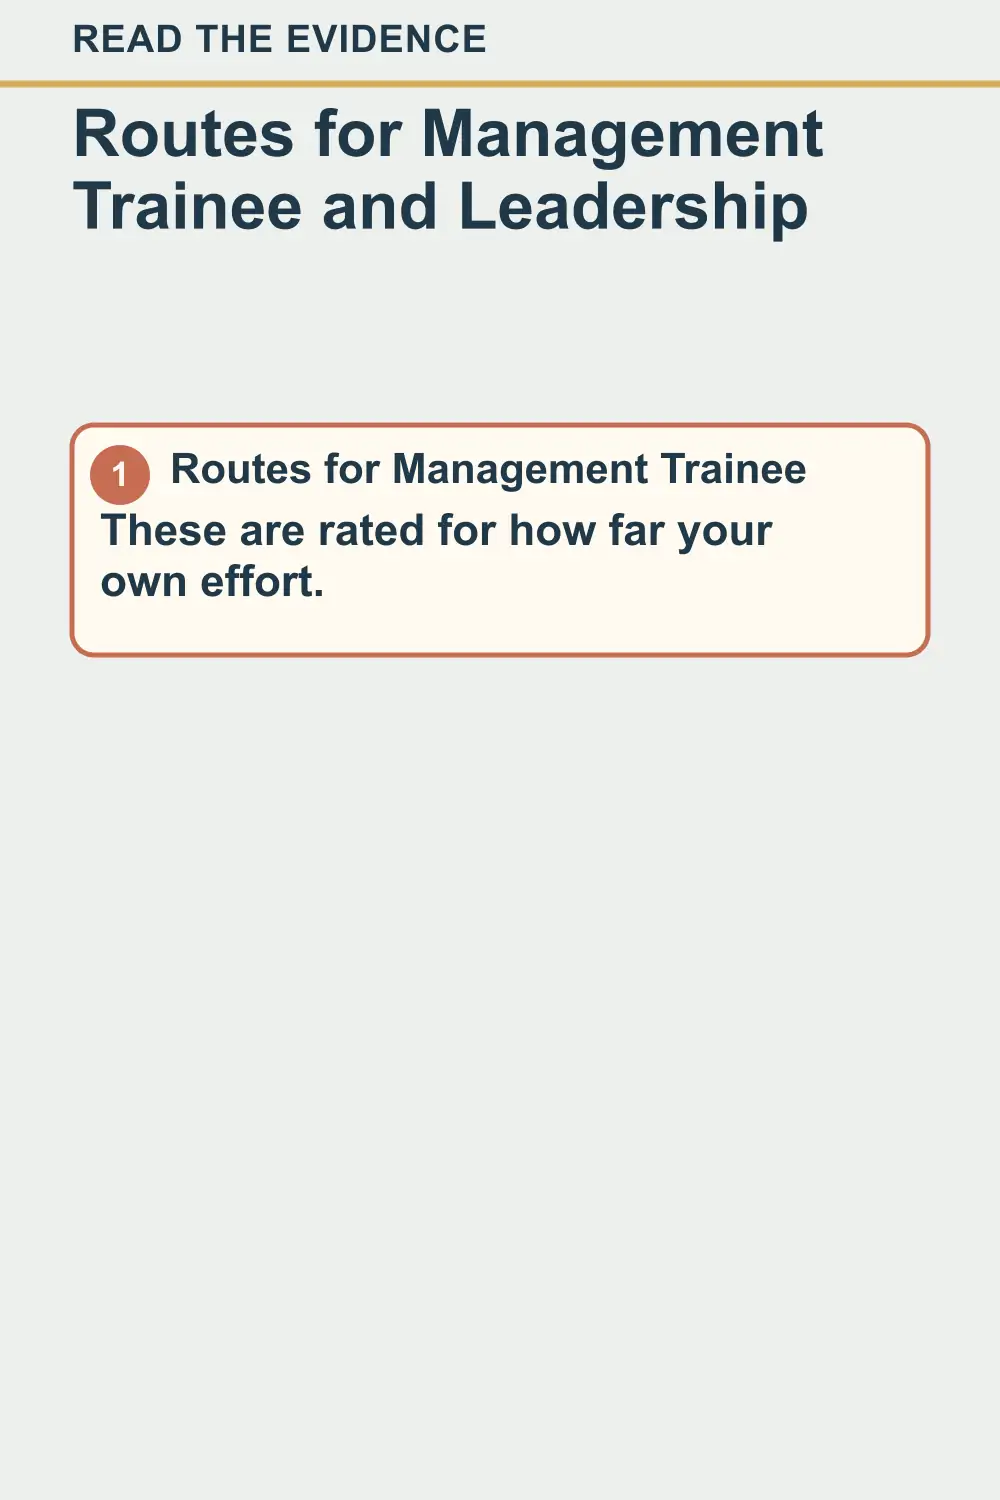 READ THE EVIDENCE
Routes for Management
Trainee and Leadership
1 Routes for Management Trainee
These are rated for how far your
own effort.